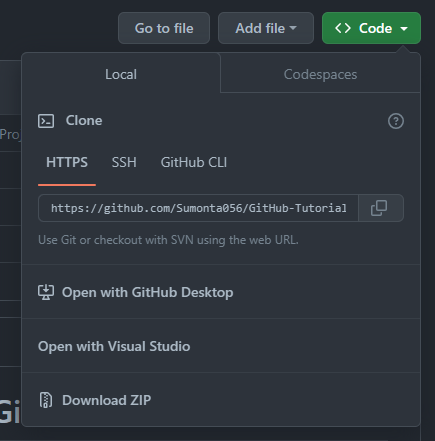 Go to file
Add file
<> Code
Local
Codespaces
Clone
Proj
HTTPS
SSH
GitHub CLI
https://github.com/Sumonta056/GitHub-Tutorial
Use Git or checkout with SVN using the web URL.
Open with GitHub Desktop
Open with Visual Studio
Gi
Download ZIP